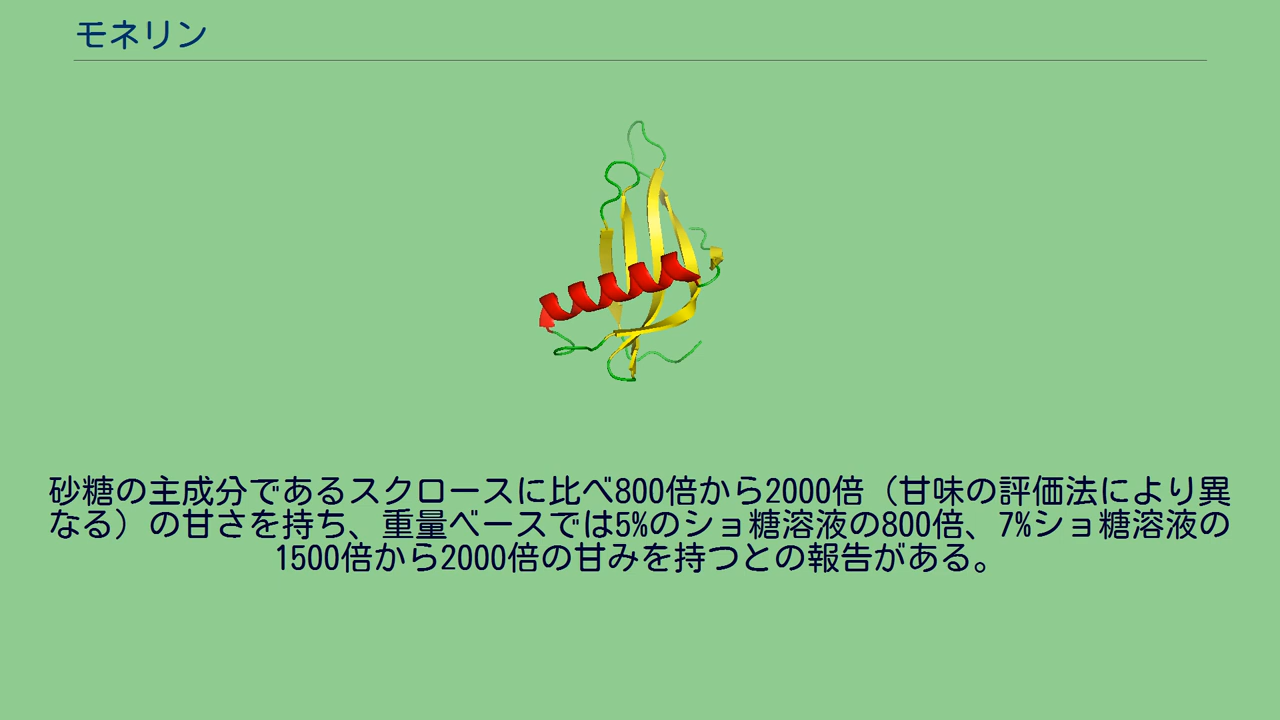 モネリン
砂糖の主成分であるスクロースに比べ800倍から2000倍（甘味の評価法により異
なる）の甘さを持ち、重量ベースでは5%のショ糖溶液の800倍、7%ショ糖溶液の
1500倍から2000倍の甘みを持つとの報告がある。